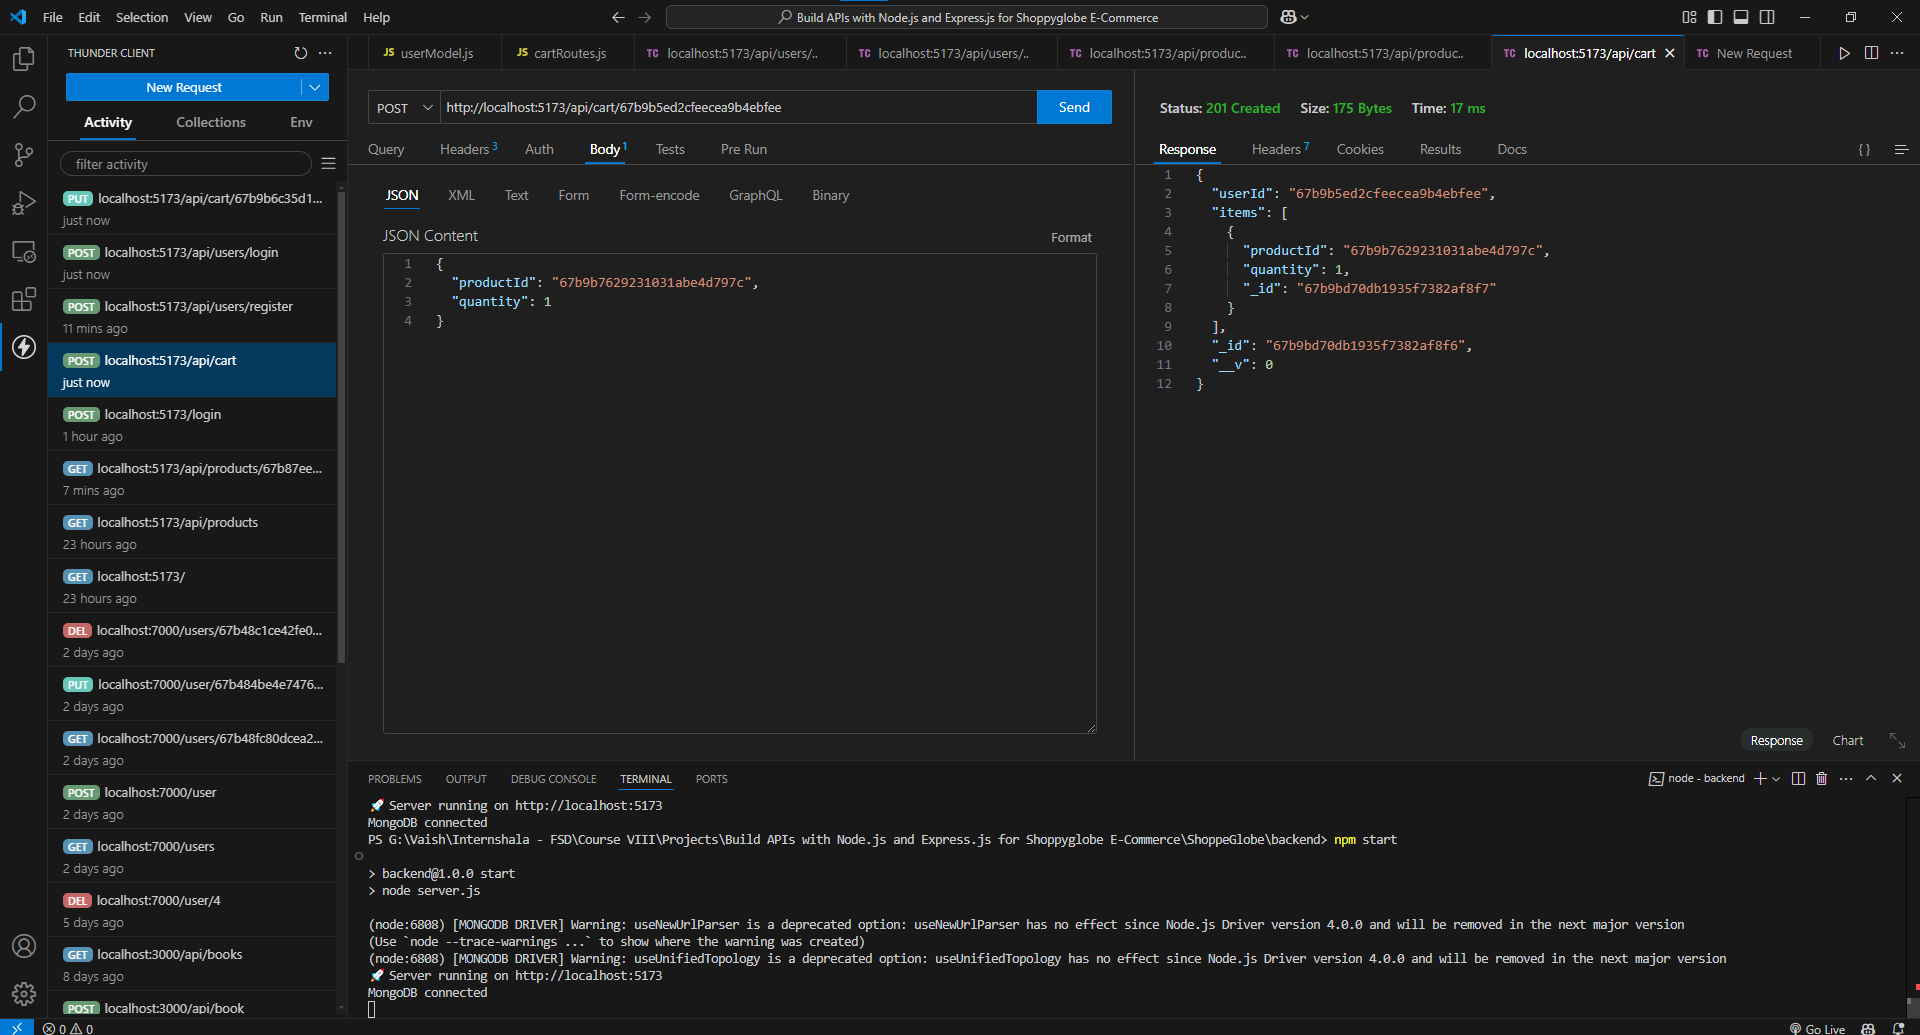 File Edit Selection View Go Run Terminal Help
Build APIs with Node.js and Express.js for Shoppyglobe E-Commerce
THUNDER CLIENT
New Request
Activity Collections Env
filter activity
PUT localhost:5173/api/cart/67b9b6c35d1...
just now
POST localhost:5173/api/users/login
just now
POST localhost:5173/api/users/register
11 mins ago
POST localhost:5173/api/cart
just now
POST localhost:5173/login
1 hour ago
GET localhost:5173/api/products/67b87ee...
7 mins ago
GET localhost:5173/api/products
23 hours ago
GET localhost:5173/
23 hours ago
DEL localhost:7000/users/67b48c1ce42fe0...
2 days ago
PUT localhost:7000/user/67b484be4e7476...
2 days ago
GET localhost:7000/users/67b48fc80dcea2...
2 days ago
POST localhost:7000/user
2 days ago
GET localhost:7000/users
2 days ago
DEL localhost:7000/user/4
5 days ago
GET localhost:3000/api/books
8 days ago
POST localhost:3000/api/book
JS userModel.js JS cartRoutes.js TC localhost:5173/api/users/.. TC localhost:5173/api/users/.. TC localhost:5173/api/produc.. TC localhost:5173/api/produc.. TC localhost:5173/api/cart TC New Request
POST http://localhost:5173/api/cart/67b9b5ed2cfeecea9b4ebfee Send
Query Headers 3 Auth Body 1 Tests Pre Run
JSON XML Text Form Form-encode GraphQL Binary
JSON Content Format
1 {
2 "productId": "67b9b7629231031abe4d797c",
3 "quantity": 1
4 }
Status: 201 Created Size: 175 Bytes Time: 17 ms
Response Headers 7 Cookies Results Docs {}
1 {
2 "userId": "67b9b5ed2cfeecea9b4ebfee",
3 "items": [
4 {
5 "productId": "67b9b7629231031abe4d797c",
6 "quantity": 1,
7 "_id": "67b9bd70db1935f7382af8f7"
8 }
9 ],
10 "_id": "67b9bd70db1935f7382af8f6",
11 "__v": 0
12 }
Response Chart
PROBLEMS OUTPUT DEBUG CONSOLE TERMINAL PORTS node - backend
🚀 Server running on http://localhost:5173
MongoDB connected
PS G:\Vaish\Internshala - FSD\Course VIII\Projects\Build APIs with Node.js and Express.js for Shoppyglobe E-Commerce\ShoppeGlobe\backend> npm start
> backend@1.0.0 start
> node server.js
(node:6808) [MONGODB DRIVER] Warning: useNewUrlParser is a deprecated option: useNewUrlParser has no effect since Node.js Driver version 4.0.0 and will be removed in the next major version
(Use `node --trace-warnings ...` to show where the warning was created)
(node:6808) [MONGODB DRIVER] Warning: useUnifiedTopology is a deprecated option: useUnifiedTopology has no effect since Node.js Driver version 4.0.0 and will be removed in the next major version
🚀 Server running on http://localhost:5173
MongoDB connected
0 0 Go Live